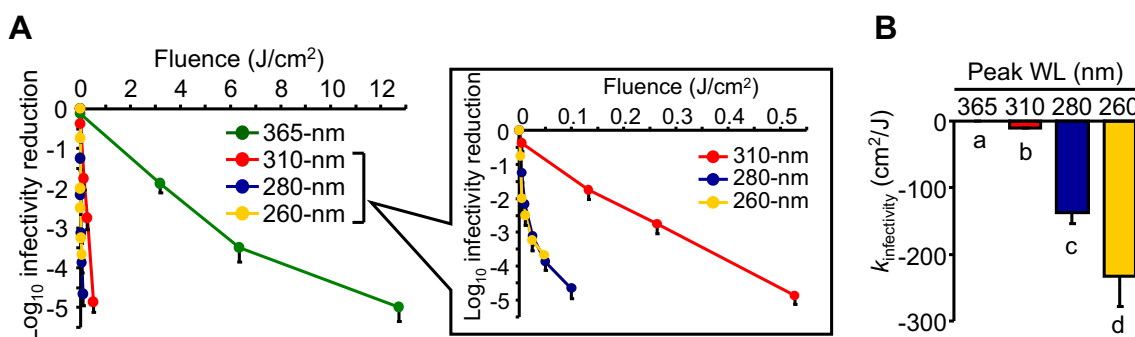 A
Fluence (J/cm²)
0 2 4 6 8 10 12
Log₁₀ infectivity reduction
0
-1
-2
-3
-4
-5
365-nm
310-nm
280-nm
260-nm
Fluence (J/cm²)
0 0.1 0.2 0.3 0.4 0.5
Log₁₀ infectivity reduction
0
-1
-2
-3
-4
-5
310-nm
280-nm
260-nm
B
Peak WL (nm)
365 310 280 260
k infectivity (cm²/J)
0
-100
-200
-300
a
b
c
d